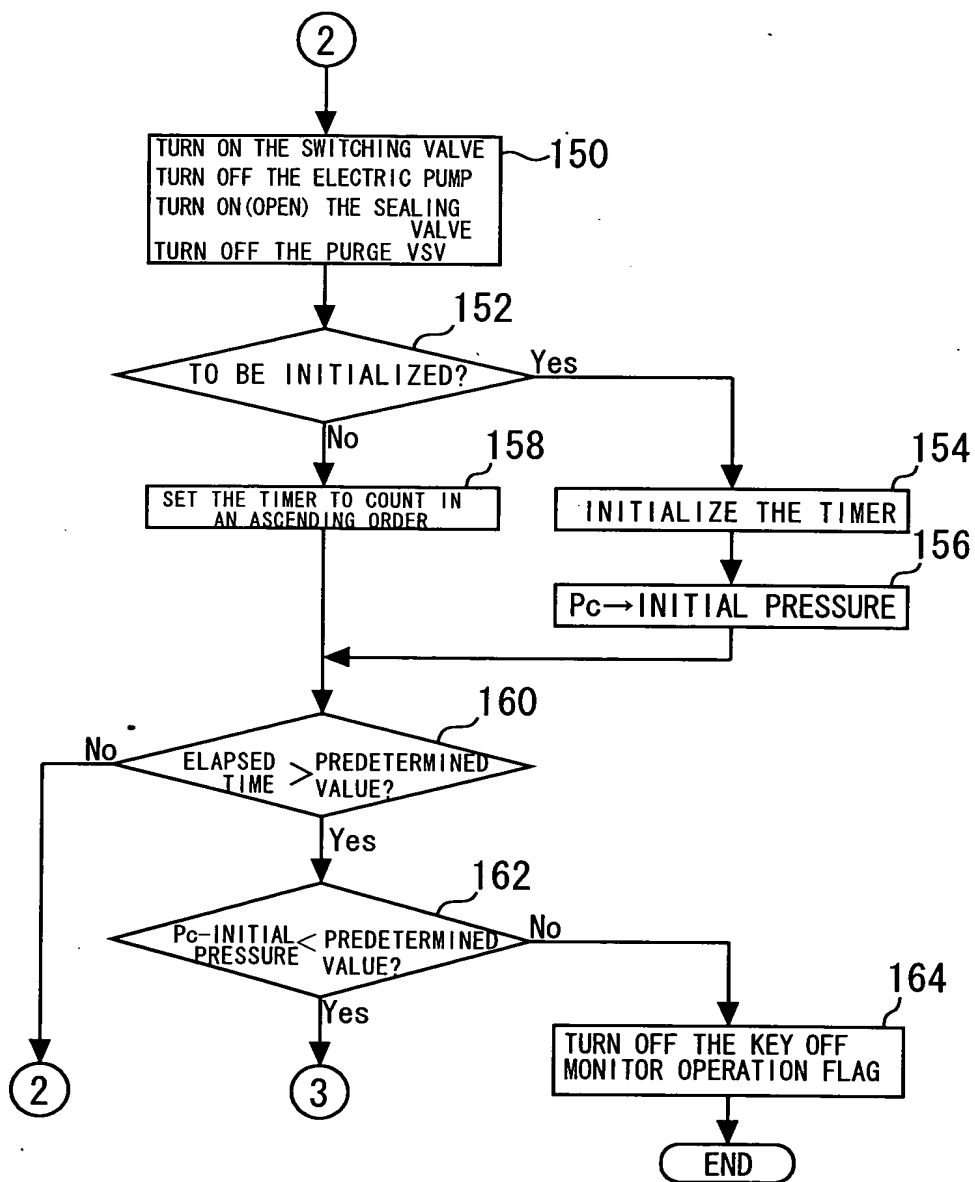 2
TURN ON THE SWITCHING VALVE
TURN OFF THE ELECTRIC PUMP
TURN ON(OPEN) THE SEALING
VALVE
TURN OFF THE PURGE VSV
150
152
TO BE INITIALIZED?
Yes
No
158
SET THE TIMER TO COUNT IN
AN ASCENDING ORDER
154
INITIALIZE THE TIMER
156
Pc→INITIAL PRESSURE
160
No
ELAPSED PREDETERMINED
TIME > VALUE?
Yes
162
Pc-INITIAL < PREDETERMINED
PRESSURE VALUE?
No
Yes
164
TURN OFF THE KEY OFF
MONITOR OPERATION FLAG
2
3
END